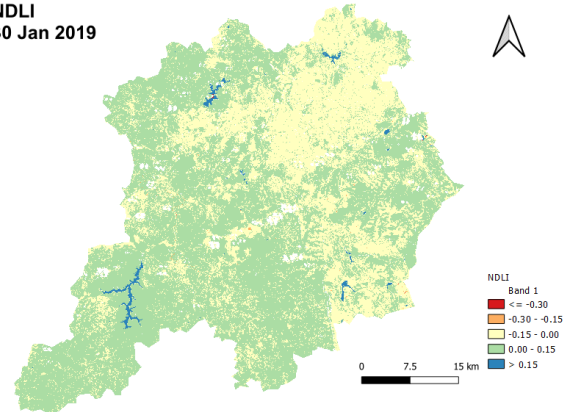 NDLI
30 Jan 2019
NDLI
Band 1
<= -0.30
-0.30 - -0.15
-0.15 - 0.00
0.00 - 0.15
> 0.15
0 7.5 15 km